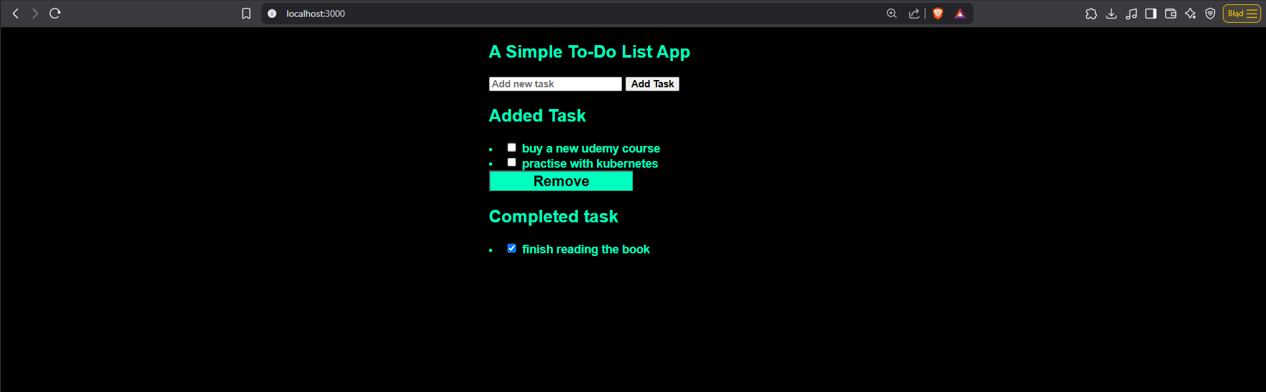 localhost:3000
Błąd
A Simple To-Do List App
Add new task Add Task
Added Task
buy a new udemy course
practise with kubernetes
Remove
Completed task
finish reading the book